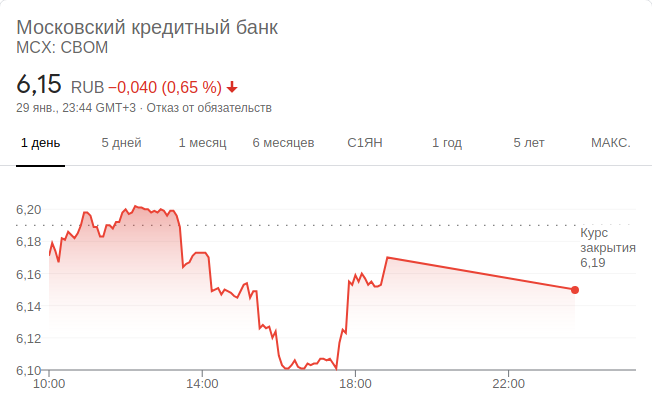 Московский кредитный банк
MCX: CBOM
6,15 RUB −0,040 (0,65 %)
29 янв., 23:44 GMT+3 · Отказ от обязательств
1 день 5 дней 1 месяц 6 месяцев С1ЯН 1 год 5 лет МАКС.
6,20
Курс
закрытия
6,19
6,18
6,16
6,14
6,12
6,10
10:00 14:00 18:00 22:00